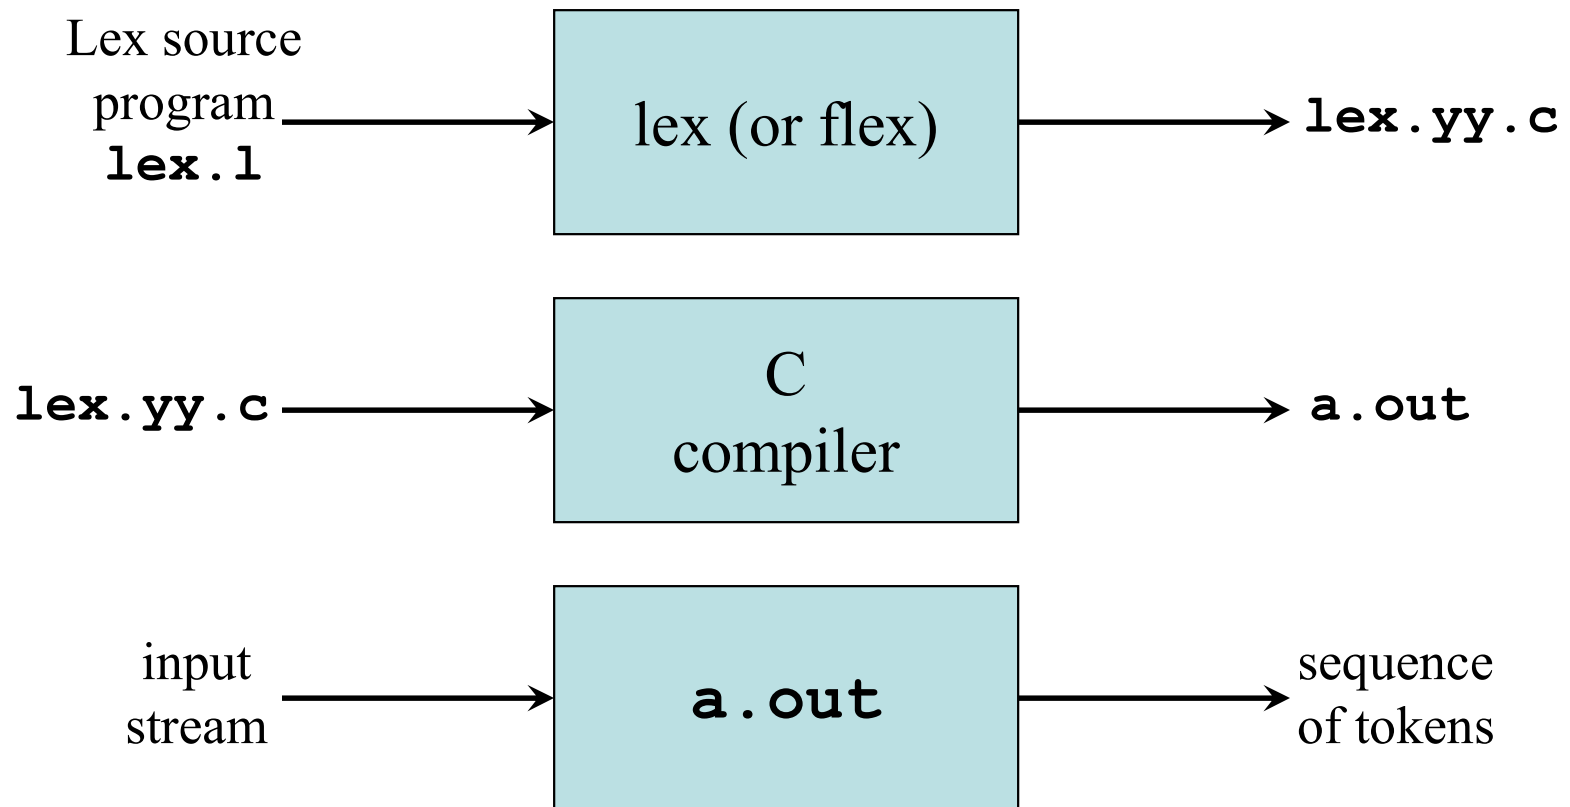 Lex source
program
lex.l
lex (or flex)
lex.yy.c
lex.yy.c
C
compiler
a.out
input
stream
a.out
sequence
of tokens